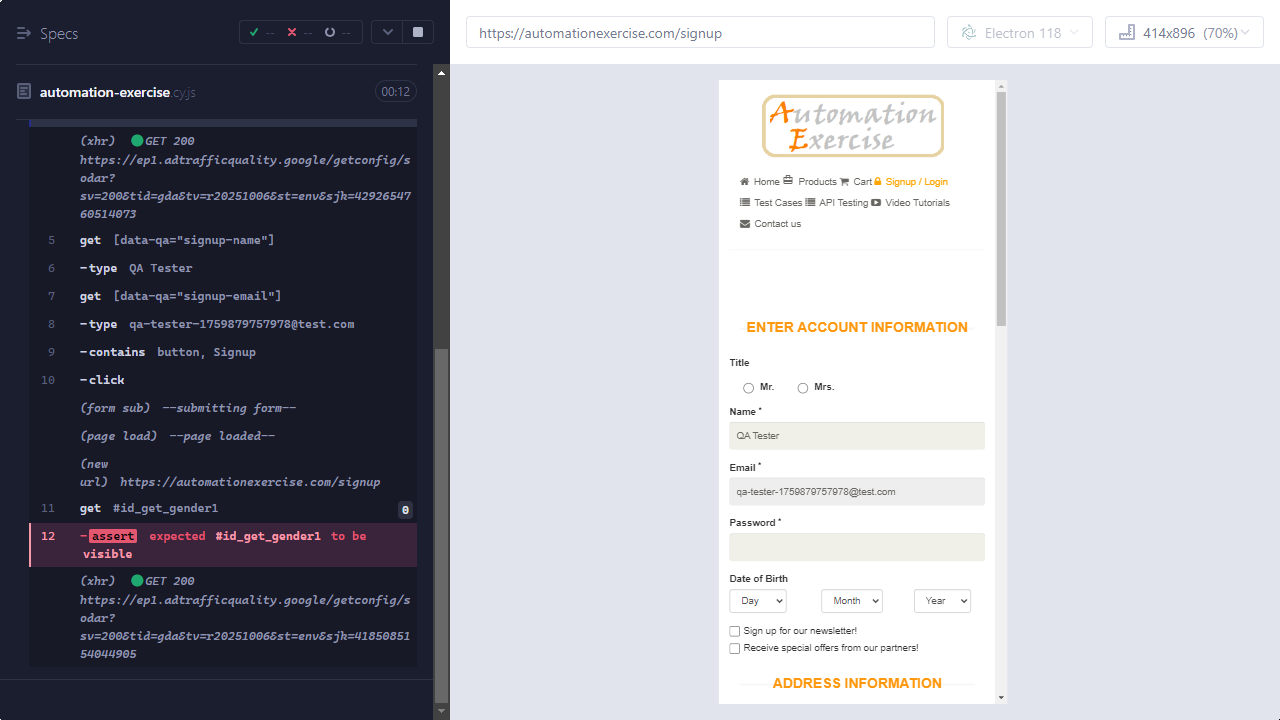 Specs
-- -- --
automation-exercise.cy.js 00:12
(xhr) GET 200
https://ep1.adtrafficquality.google/getconfig/s
odar?
sv=200&tid=gda&tv=r20251006&st=env&sjk=42926547
60514073
5 get [data-qa="signup-name"]
6 -type QA Tester
7 get [data-qa="signup-email"]
8 -type qa-tester-1759879757978@test.com
9 -contains button, Signup
10 -click
(form sub) --submitting form--
(page load) --page loaded--
(new
url) https://automationexercise.com/signup
11 get #id_get_gender1 0
12 -assert expected #id_get_gender1 to be
visible
(xhr) GET 200
https://ep1.adtrafficquality.google/getconfig/s
odar?
sv=200&tid=gda&tv=r20251006&st=env&sjk=41850851
54044905
https://automationexercise.com/signup
Electron 118
414x896 (70%)
Automation
Exercise
Home Products Cart Signup / Login
Test Cases API Testing Video Tutorials
Contact us
ENTER ACCOUNT INFORMATION
Title
Mr. Mrs.
Name *
QA Tester
Email *
qa-tester-1759879757978@test.com
Password *
Date of Birth
Day Month Year
Sign up for our newsletter!
Receive special offers from our partners!
ADDRESS INFORMATION